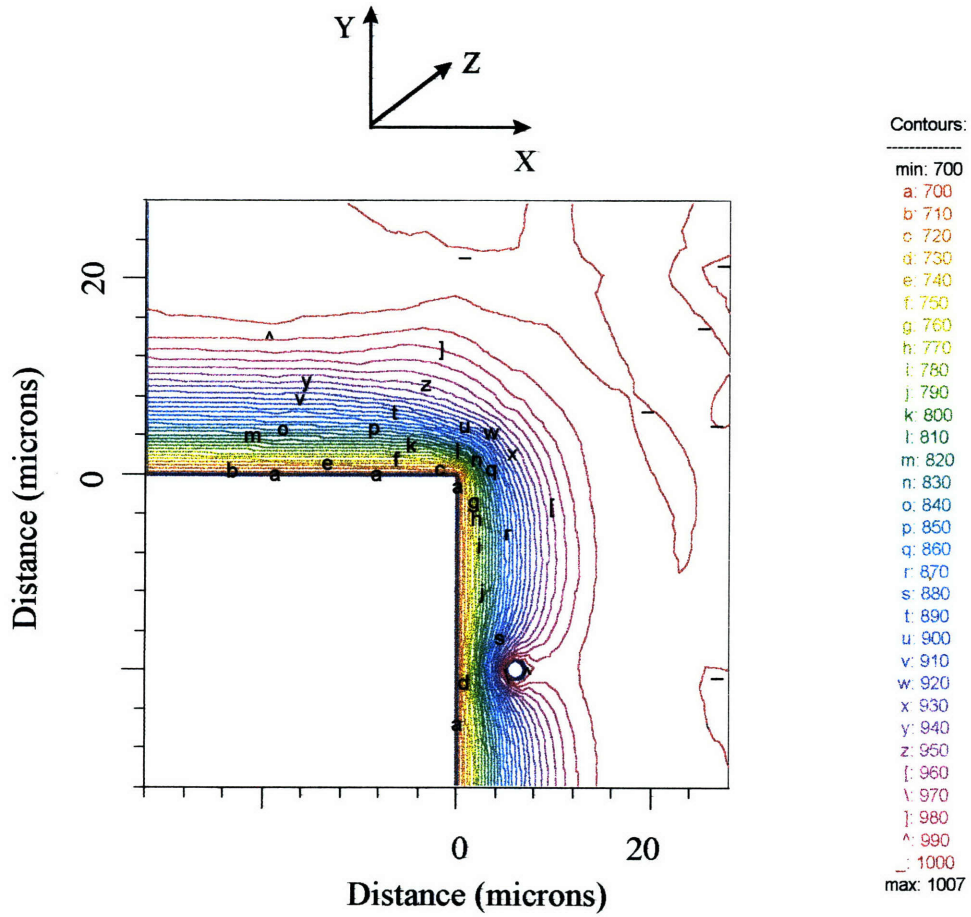 Y
Z
X
Contours:
-------------
min: 700
a: 700
b: 710
c: 720
d: 730
e: 740
f: 750
g: 760
h: 770
i: 780
j: 790
k: 800
l: 810
m: 820
n: 830
o: 840
p: 850
q: 860
r: 870
s: 880
t: 890
u: 900
v: 910
w: 920
x: 930
y: 940
z: 950
[: 960
\: 970
]: 980
^: 990
_: 1000
max: 1007
20
0
Distance (microns)
^
]
y
z
v
t
o
p
u
w
m
k
l
n
x
b
a
e
f
a
c
q
a
g
h
[
r
i
j
s
d
a
0
20
Distance (microns)